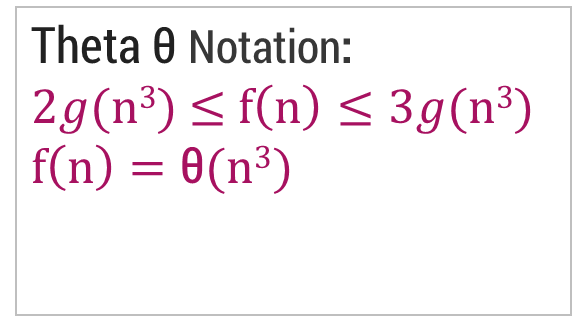 Theta θ Notation:
2g(n³) ≤ f(n) ≤ 3g(n³)
f(n) = θ(n³)